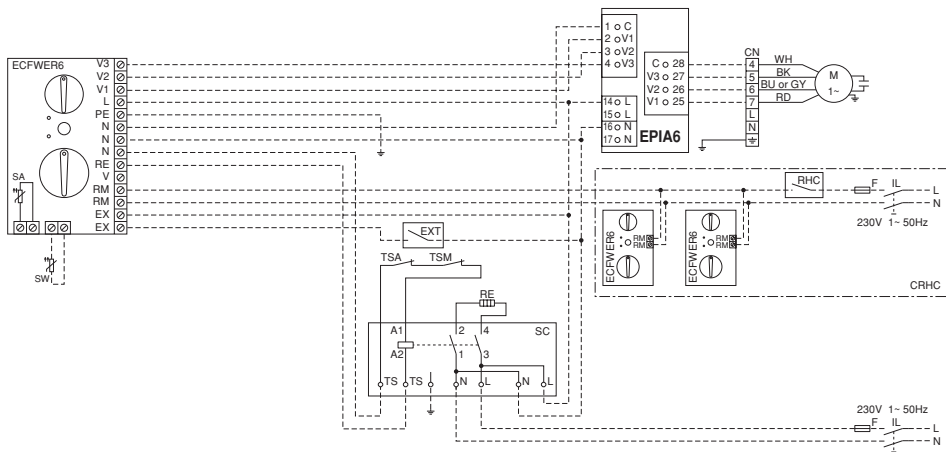 ECFWER6
V3
V2
V1
L
PE
N
N
N
RE
V
RM
RM
EX
EX
SA
SW
1 C
2 V1
3 V2
4 V3
14 L
15 L
16 N
17 N
C 28
V3 27
V2 26
V1 25
EPIA6
CN
4
5
6
7
L
N
WH
BK
BU or GY
RD
M
1~
RHC
F IL
L
N
230V 1~ 50Hz
ECFWER6
RM
RM
ECFWER6
RM
RM
CRHC
EXT
TSA TSM
RE
A1 2 4 SC
A2 1 3
TS TS N L N L
230V 1~ 50Hz
F IL
L
N